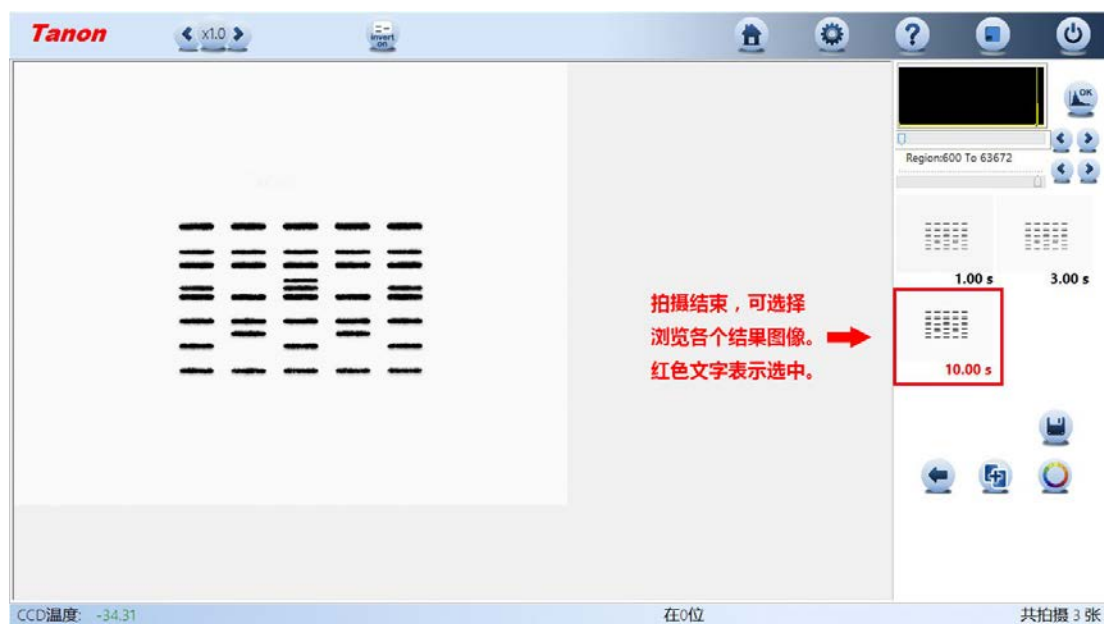 Tanon
x1.0
invert
on
?
OK
Region:600 To 63672
1.00 s
3.00 s
拍摄结束，可选择
浏览各个结果图像。
红色文字表示选中。
10.00 s
CCD温度: -34.31
在0位
共拍摄 3 张